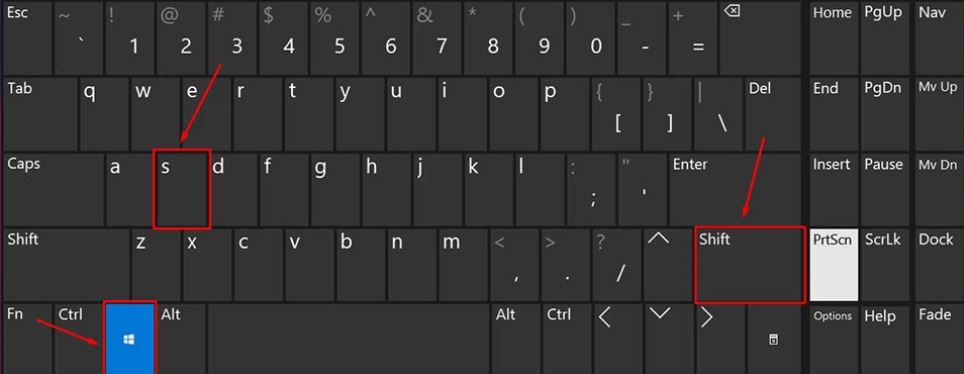 Esc ~ ` ! 1 @ 2 # 3 $ 4 % 5 ^ 6 & 7 * 8 ( 9 ) 0 _ - + = Home PgUp Nav
Tab q w e r t y u i o p { [ } ] | \ Del End PgDn Mv Up
Caps a s d f g h j k l : ; " ' Enter Insert Pause Mv Dn
Shift z x c v b n m < , > . ? / Shift PrtScn ScrLk Dock
Fn Ctrl Alt Alt Ctrl Options Help Fade